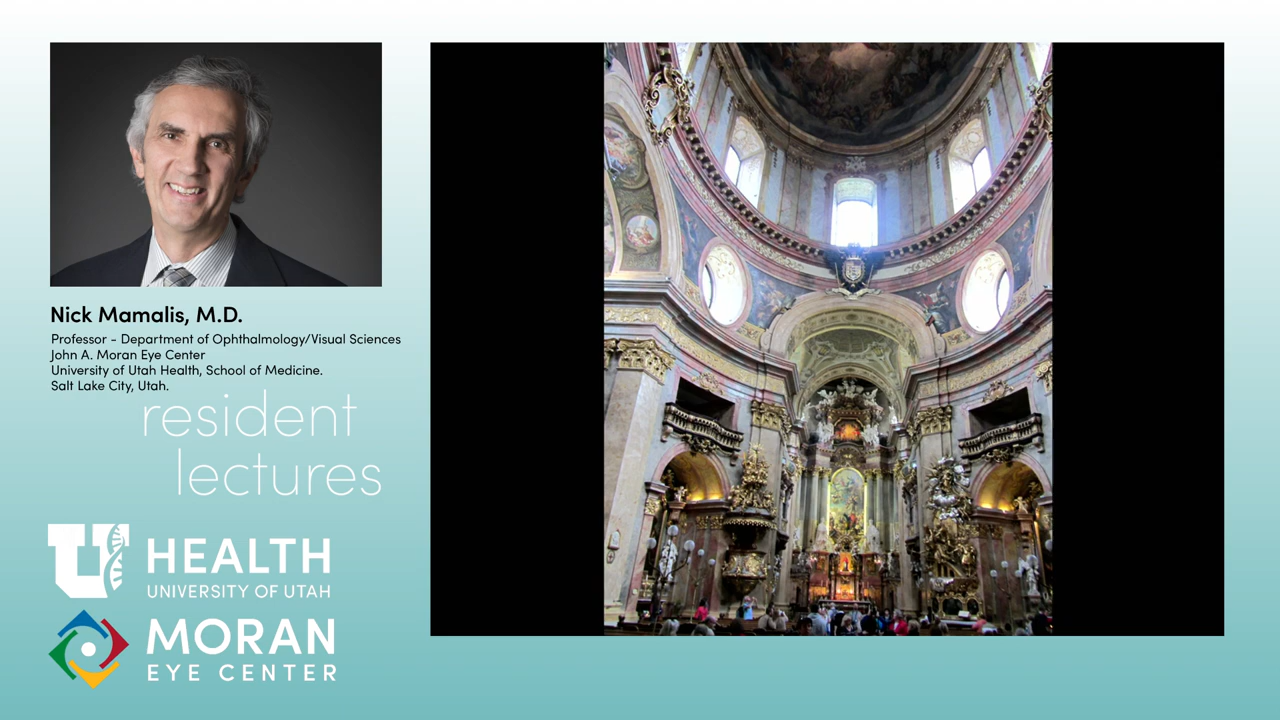 Nick Mamalis, M.D.
Professor - Department of Ophthalmology/Visual Sciences
John A. Moran Eye Center
University of Utah Health, School of Medicine.
Salt Lake City, Utah.
resident
lectures
U HEALTH
UNIVERSITY OF UTAH
MORAN
EYE CENTER